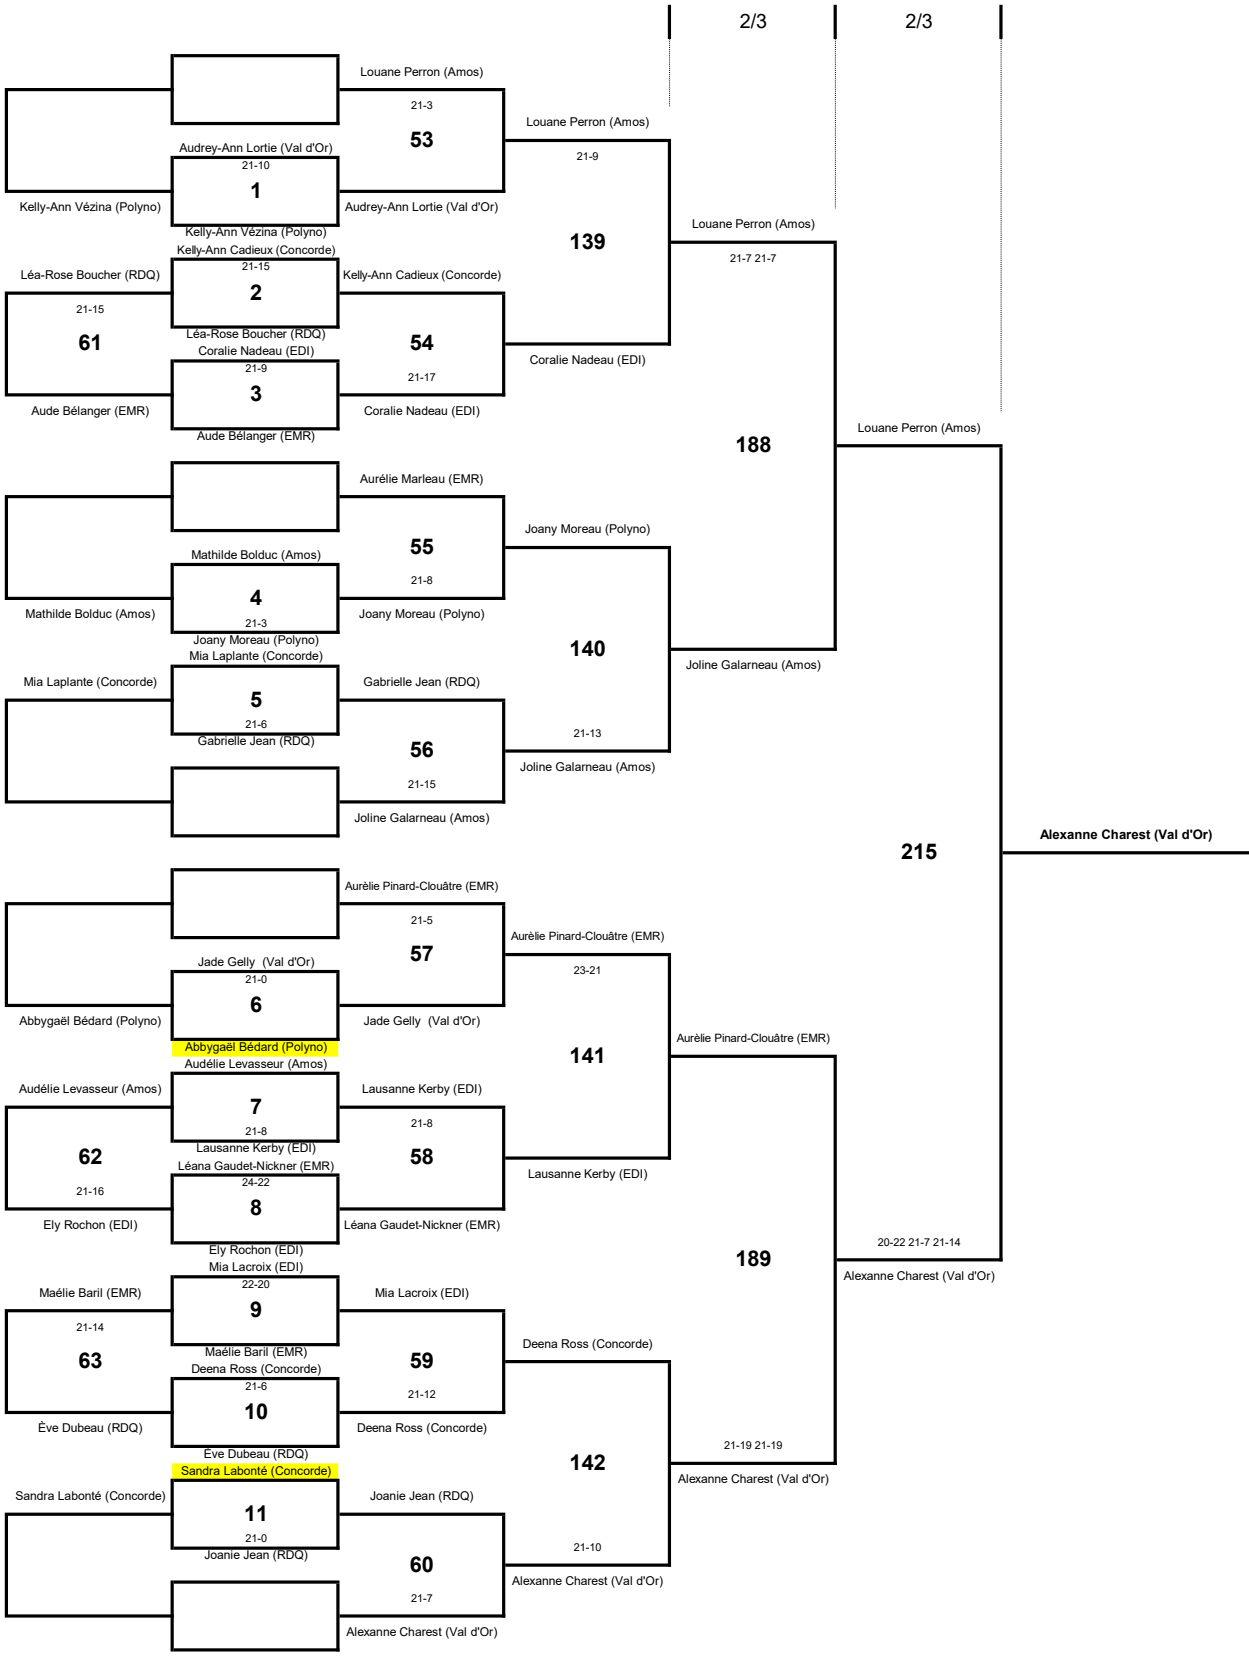 2/3 2/3
Louane Perron (Amos)
21-3
53
Louane Perron (Amos)
Audrey-Ann Lortie (Val d'Or)
21-10
1
21-9
Kelly-Ann Vézina (Polyno)
Audrey-Ann Lortie (Val d'Or)
Kelly-Ann Vézina (Polyno)
139
Louane Perron (Amos)
Kelly-Ann Cadieux (Concorde)
21-15
2
21-7 21-7
Léa-Rose Boucher (RDQ)
Kelly-Ann Cadieux (Concorde)
21-15
61
Léa-Rose Boucher (RDQ)
54
Coralie Nadeau (EDI)
Coralie Nadeau (EDI)
21-9
3
21-17
Aude Bélanger (EMR)
Coralie Nadeau (EDI)
Aude Bélanger (EMR)
188
Louane Perron (Amos)
Aurélie Marleau (EMR)
55
Joany Moreau (Polyno)
Mathilde Bolduc (Amos)
4
21-8
21-3
Mathilde Bolduc (Amos)
Joany Moreau (Polyno)
Joany Moreau (Polyno)
140
Joline Galarneau (Amos)
Mia Laplante (Concorde)
Mia Laplante (Concorde)
5
21-6
Gabrielle Jean (RDQ)
Gabrielle Jean (RDQ)
56
21-13
Joline Galarneau (Amos)
21-15
Joline Galarneau (Amos)
215
Alexanne Charest (Val d'Or)
Aurèlie Pinard-Clouâtre (EMR)
21-5
57
Aurèlie Pinard-Clouâtre (EMR)
Jade Gelly  (Val d'Or)
21-0
6
23-21
Abbygaël Bédard (Polyno)
Jade Gelly  (Val d'Or)
Abbygaël Bédard (Polyno)
141
Aurèlie Pinard-Clouâtre (EMR)
Audélie Levasseur (Amos)
Audélie Levasseur (Amos)
7
21-8
Lausanne Kerby (EDI)
21-8
62
Lausanne Kerby (EDI)
58
Léana Gaudet-Nickner (EMR)
Lausanne Kerby (EDI)
21-16
24-22
8
Ely Rochon (EDI)
Léana Gaudet-Nickner (EMR)
Ely Rochon (EDI)
189
20-22 21-7 21-14
Alexanne Charest (Val d'Or)
Mia Lacroix (EDI)
22-20
9
Maélie Baril (EMR)
Mia Lacroix (EDI)
21-14
63
Maélie Baril (EMR)
59
Deena Ross (Concorde)
Deena Ross (Concorde)
21-6
10
21-12
Ève Dubeau (RDQ)
Deena Ross (Concorde)
Ève Dubeau (RDQ)
142
21-19 21-19
Alexanne Charest (Val d'Or)
Sandra Labonté (Concorde)
Sandra Labonté (Concorde)
11
21-0
Joanie Jean (RDQ)
Joanie Jean (RDQ)
60
21-10
Alexanne Charest (Val d'Or)
21-7
Alexanne Charest (Val d'Or)